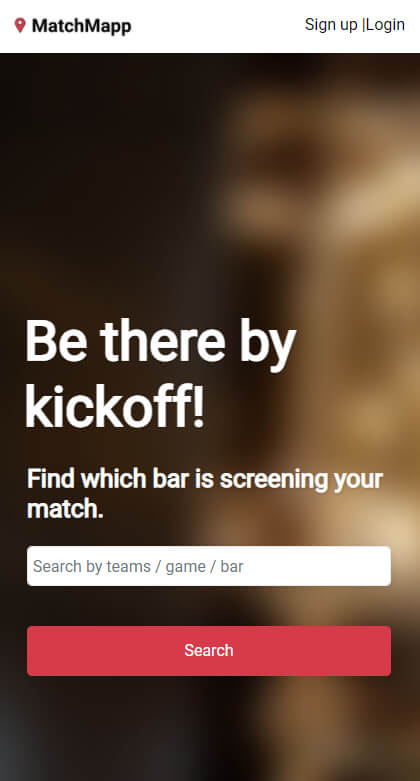 MatchMapp
Sign up |Login
Be there by
kickoff!
Find which bar is screening your
match.
Search by teams / game / bar
Search